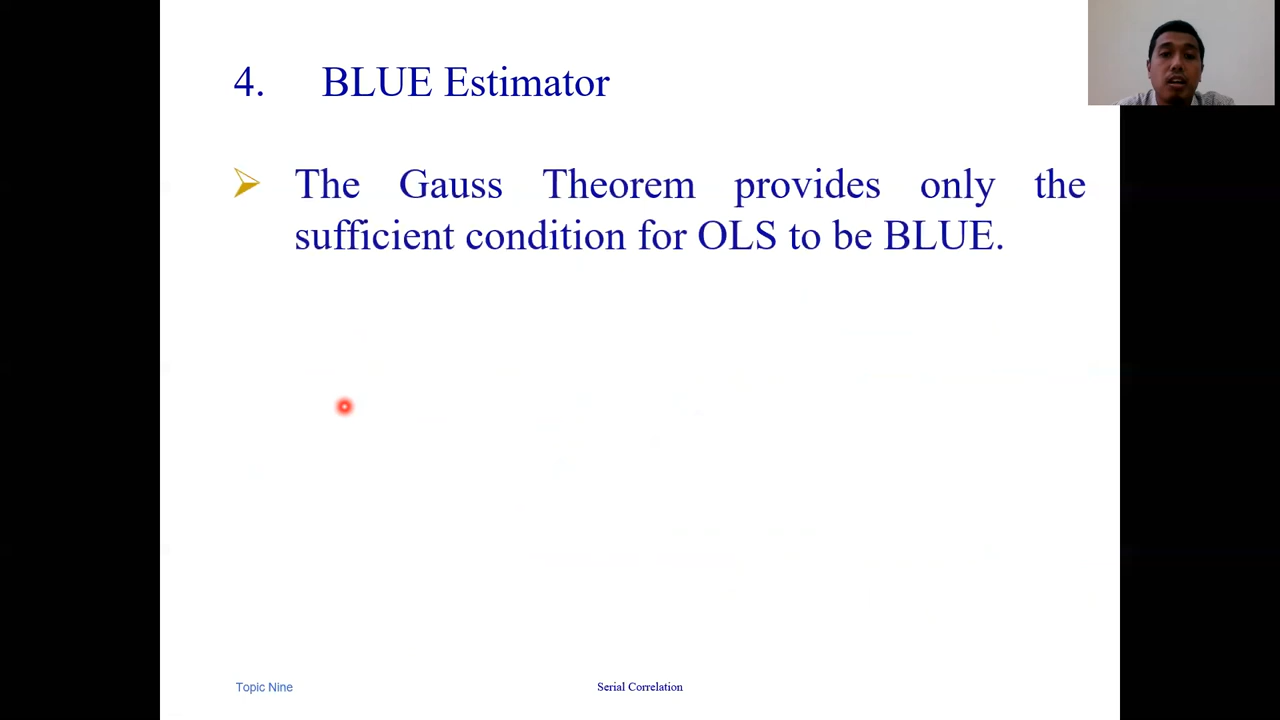 4. BLUE Estimator
The Gauss Theorem provides only the
sufficient condition for OLS to be BLUE.
Topic Nine
Serial Correlation